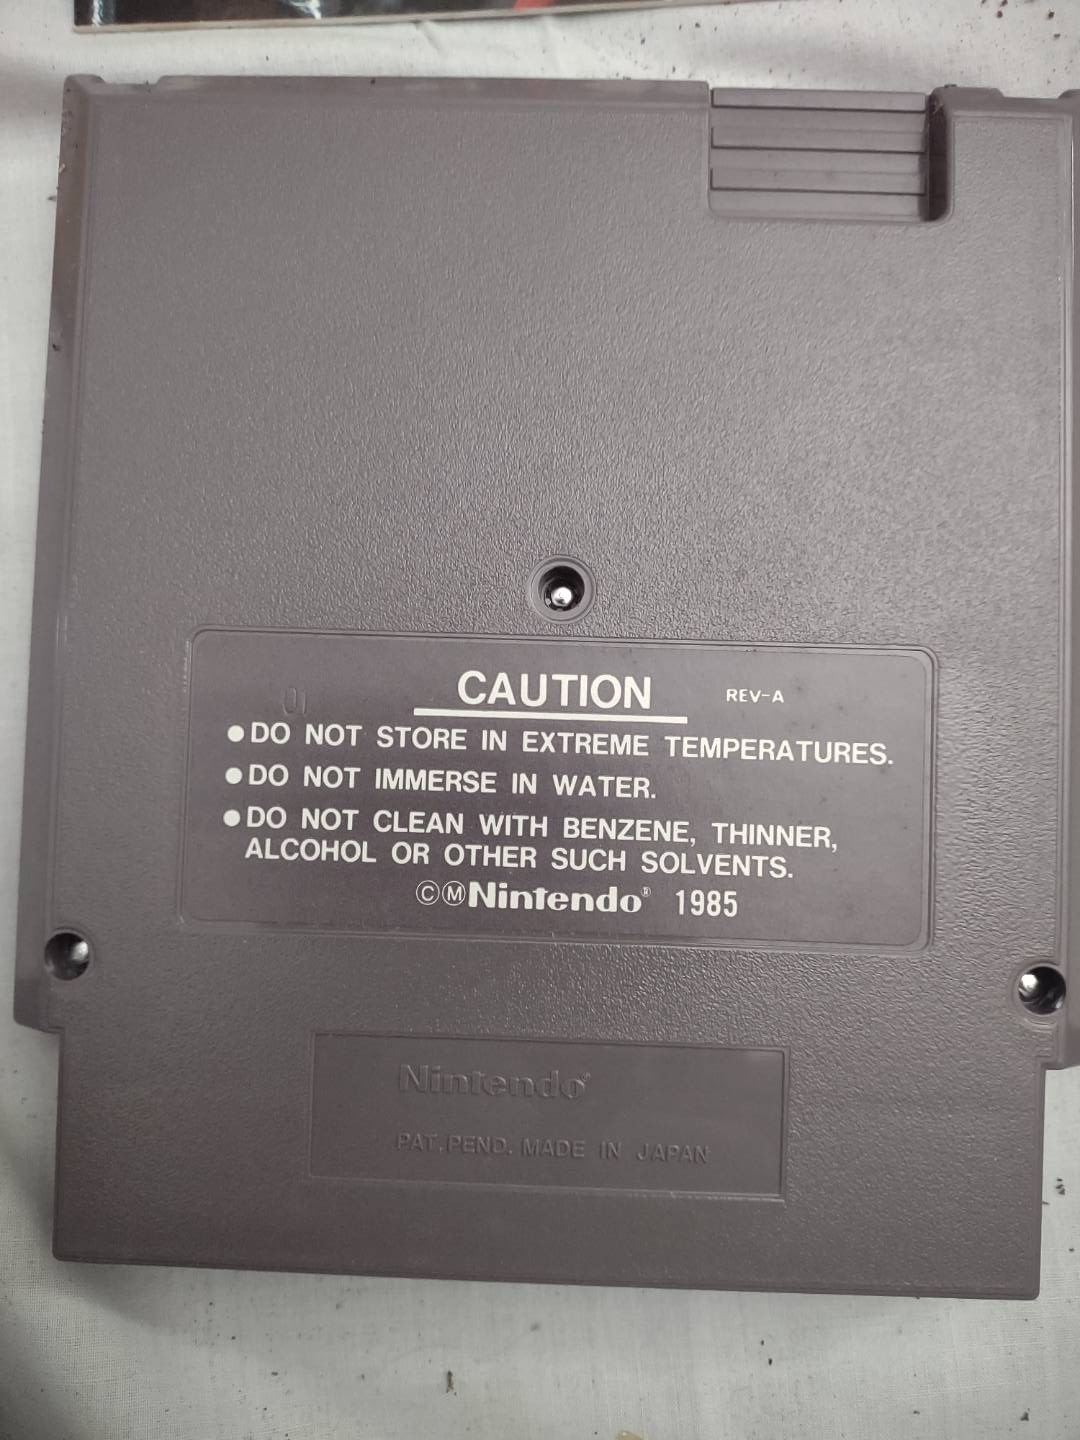 CAUTION REV-A
01
●DO NOT STORE IN EXTREME TEMPERATURES.
●DO NOT IMMERSE IN WATER.
●DO NOT CLEAN WITH BENZENE, THINNER,
ALCOHOL OR OTHER SUCH SOLVENTS.
©ⓂNintendo® 1985
Nintendo®
PAT. PEND. MADE IN JAPAN